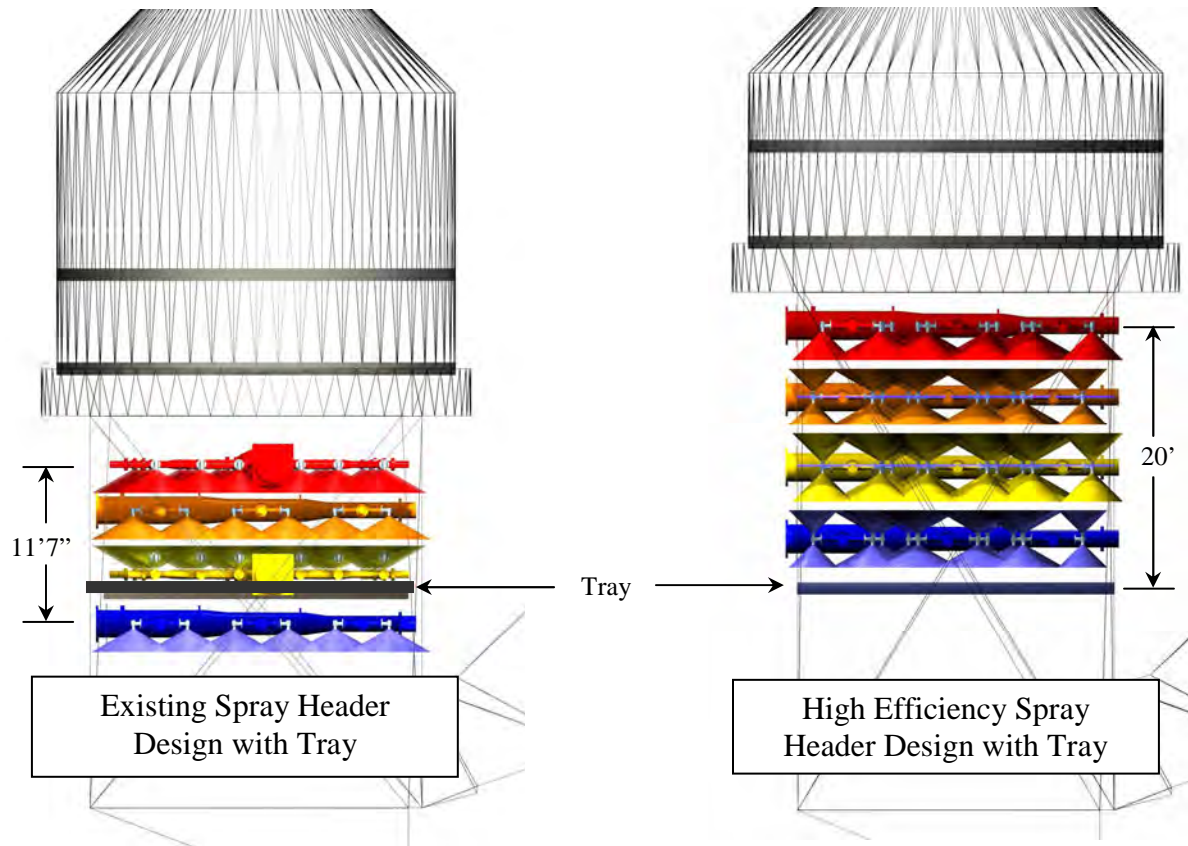 11’7”
20’
Tray
Existing Spray Header
Design with Tray
High Efficiency Spray
Header Design with Tray